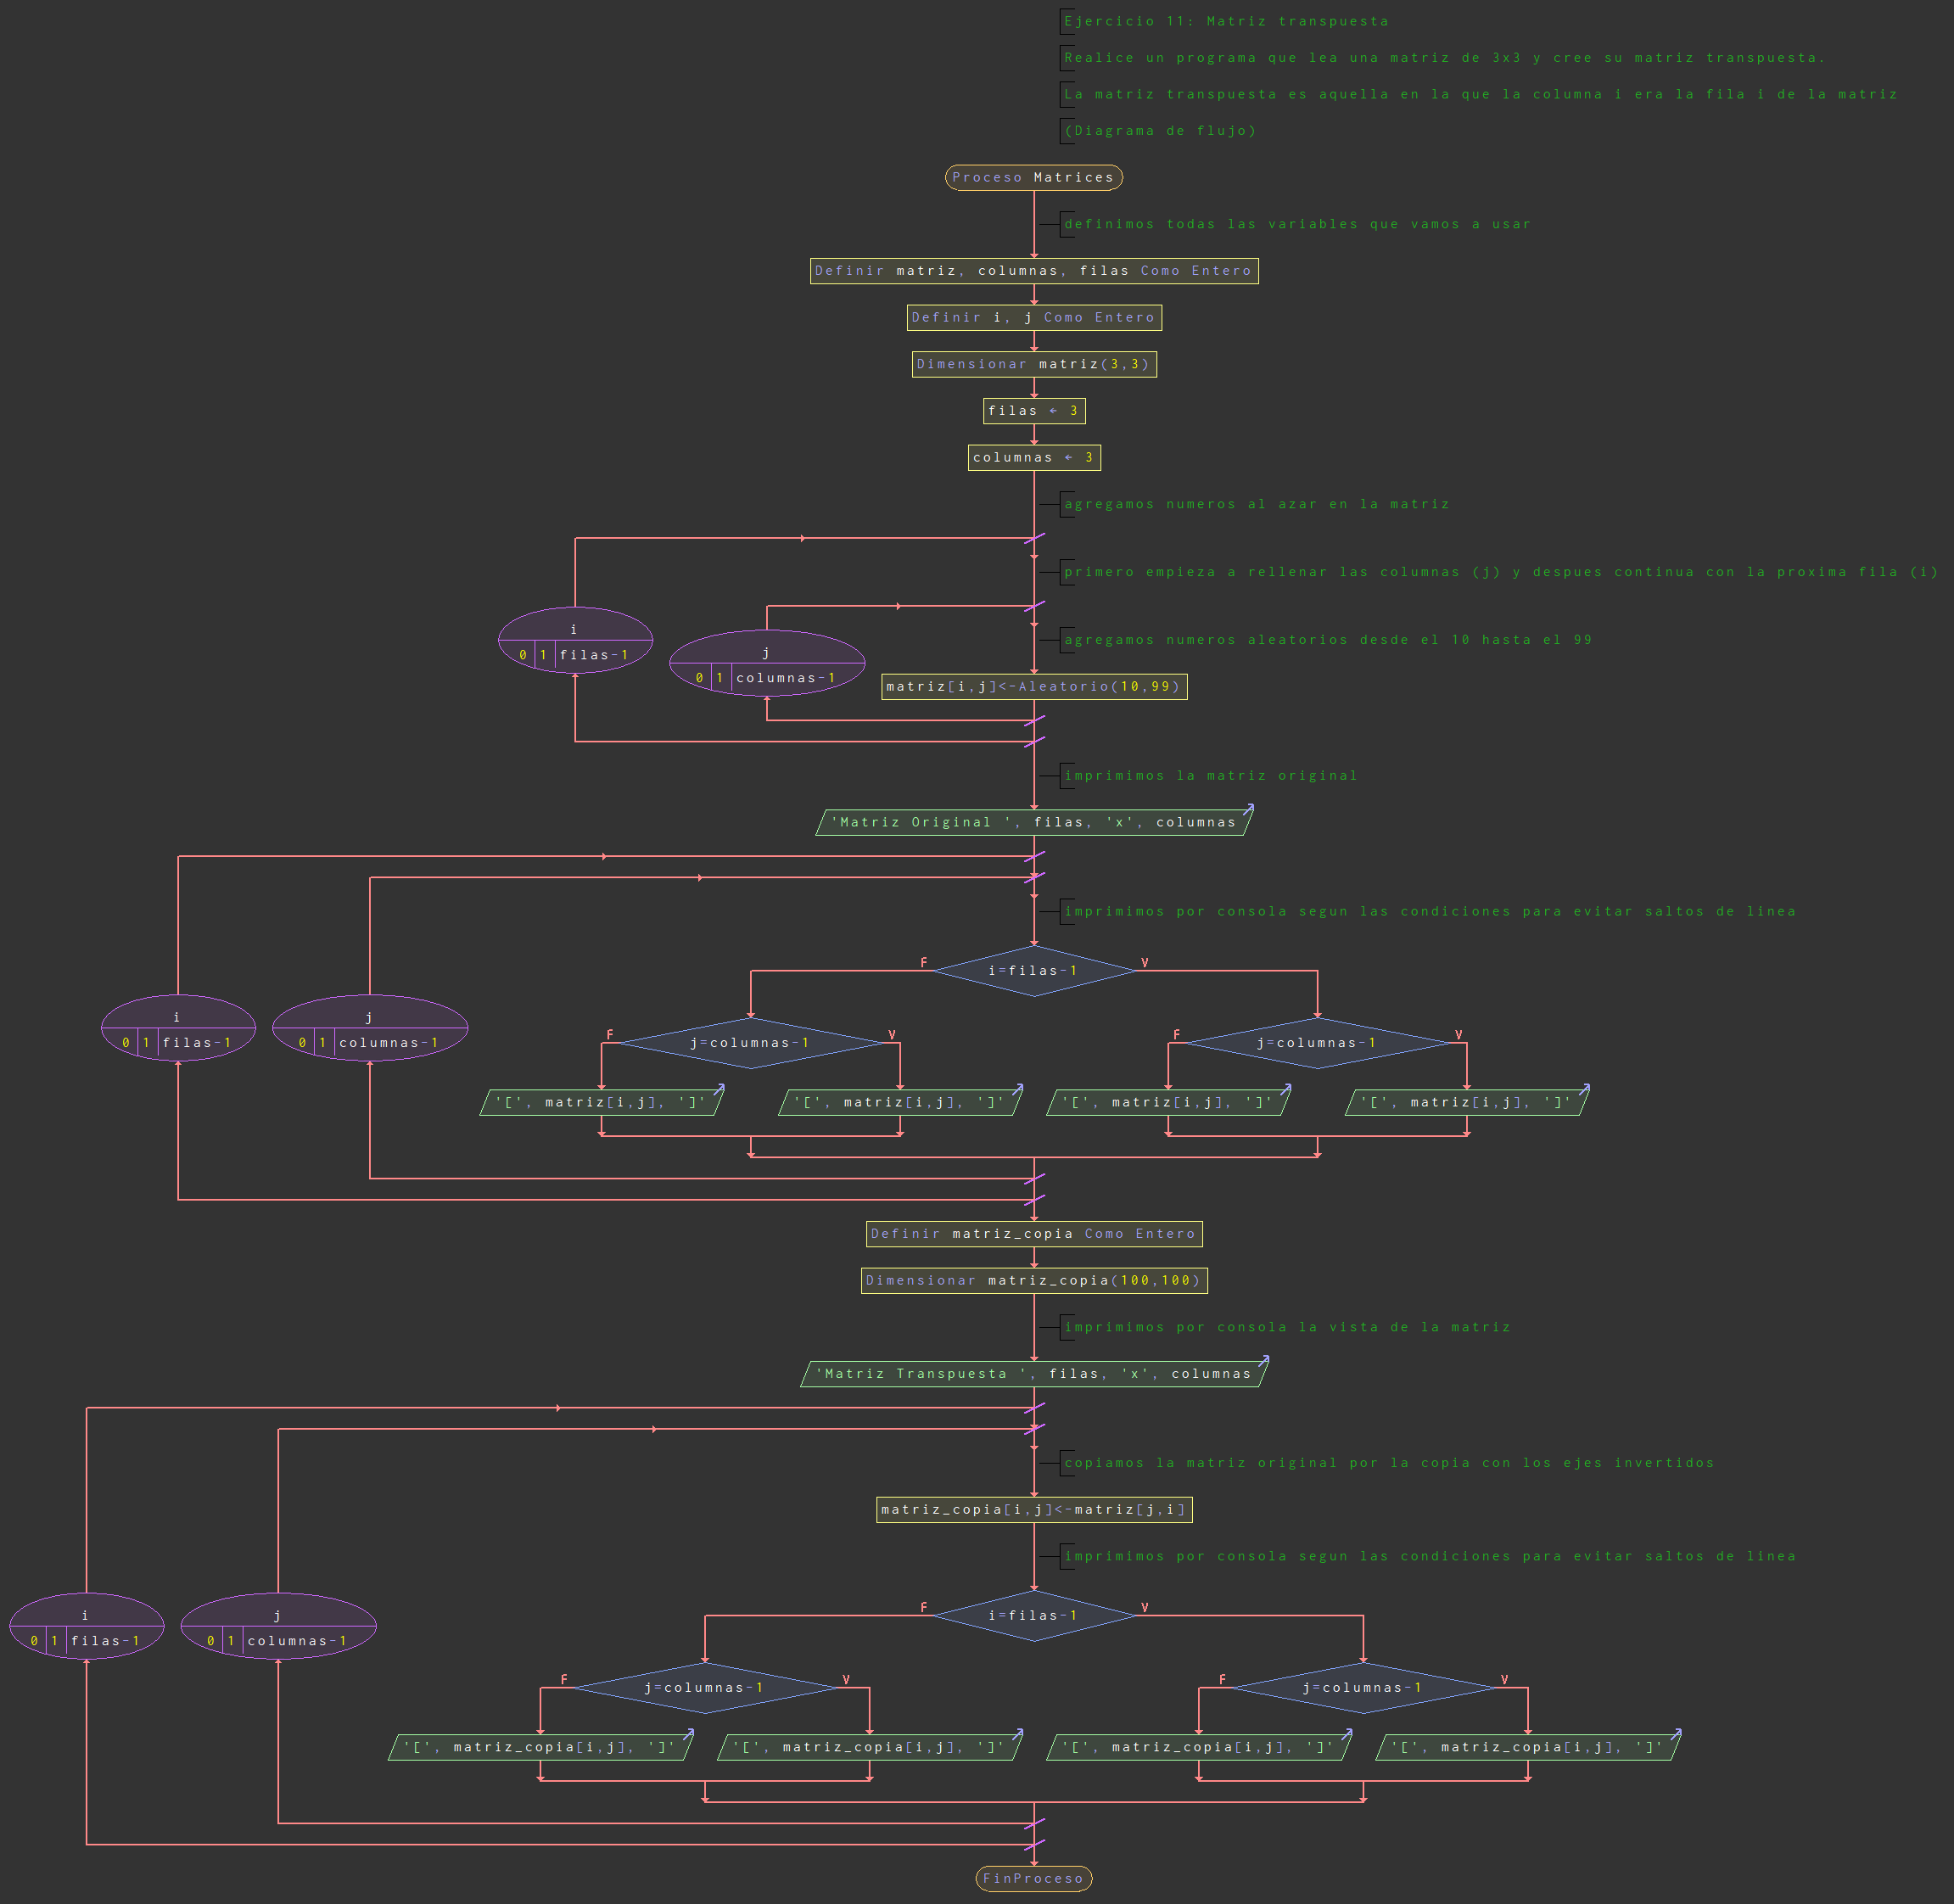 Ejercicio 11: Matriz transpuesta
Realice un programa que lea una matriz de 3x3 y cree su matriz transpuesta.
La matriz transpuesta es aquella en la que la columna i era la fila i de la matriz
(Diagrama de flujo)
Proceso Matrices
definimos todas las variables que vamos a usar
Definir matriz, columnas, filas Como Entero
Definir i, j Como Entero
Dimensionar matriz(3,3)
filas ← 3
columnas ← 3
agregamos numeros al azar en la matriz
primero empieza a rellenar las columnas (j) y despues continua con la proxima fila (i)
i
0 1 filas-1
j
0 1 columnas-1
agregamos numeros aleatorios desde el 10 hasta el 99
matriz[i,j]<-Aleatorio(10,99)
imprimimos la matriz original
'Matriz Original ', filas, 'x', columnas
imprimimos por consola segun las condiciones para evitar saltos de linea
F
i=filas-1
V
i
0 1 filas-1
j
0 1 columnas-1
F
j=columnas-1
V
F
j=columnas-1
V
'[', matriz[i,j], ']'
'[', matriz[i,j], ']'
'[', matriz[i,j], ']'
'[', matriz[i,j], ']'
Definir matriz_copia Como Entero
Dimensionar matriz_copia(100,100)
imprimimos por consola la vista de la matriz
'Matriz Transpuesta ', filas, 'x', columnas
copiamos la matriz original por la copia con los ejes invertidos
matriz_copia[i,j]<-matriz[j,i]
imprimimos por consola segun las condiciones para evitar saltos de linea
i
0 1 filas-1
j
0 1 columnas-1
F
i=filas-1
V
F
j=columnas-1
V
F
j=columnas-1
V
'[', matriz_copia[i,j], ']'
'[', matriz_copia[i,j], ']'
'[', matriz_copia[i,j], ']'
'[', matriz_copia[i,j], ']'
FinProceso